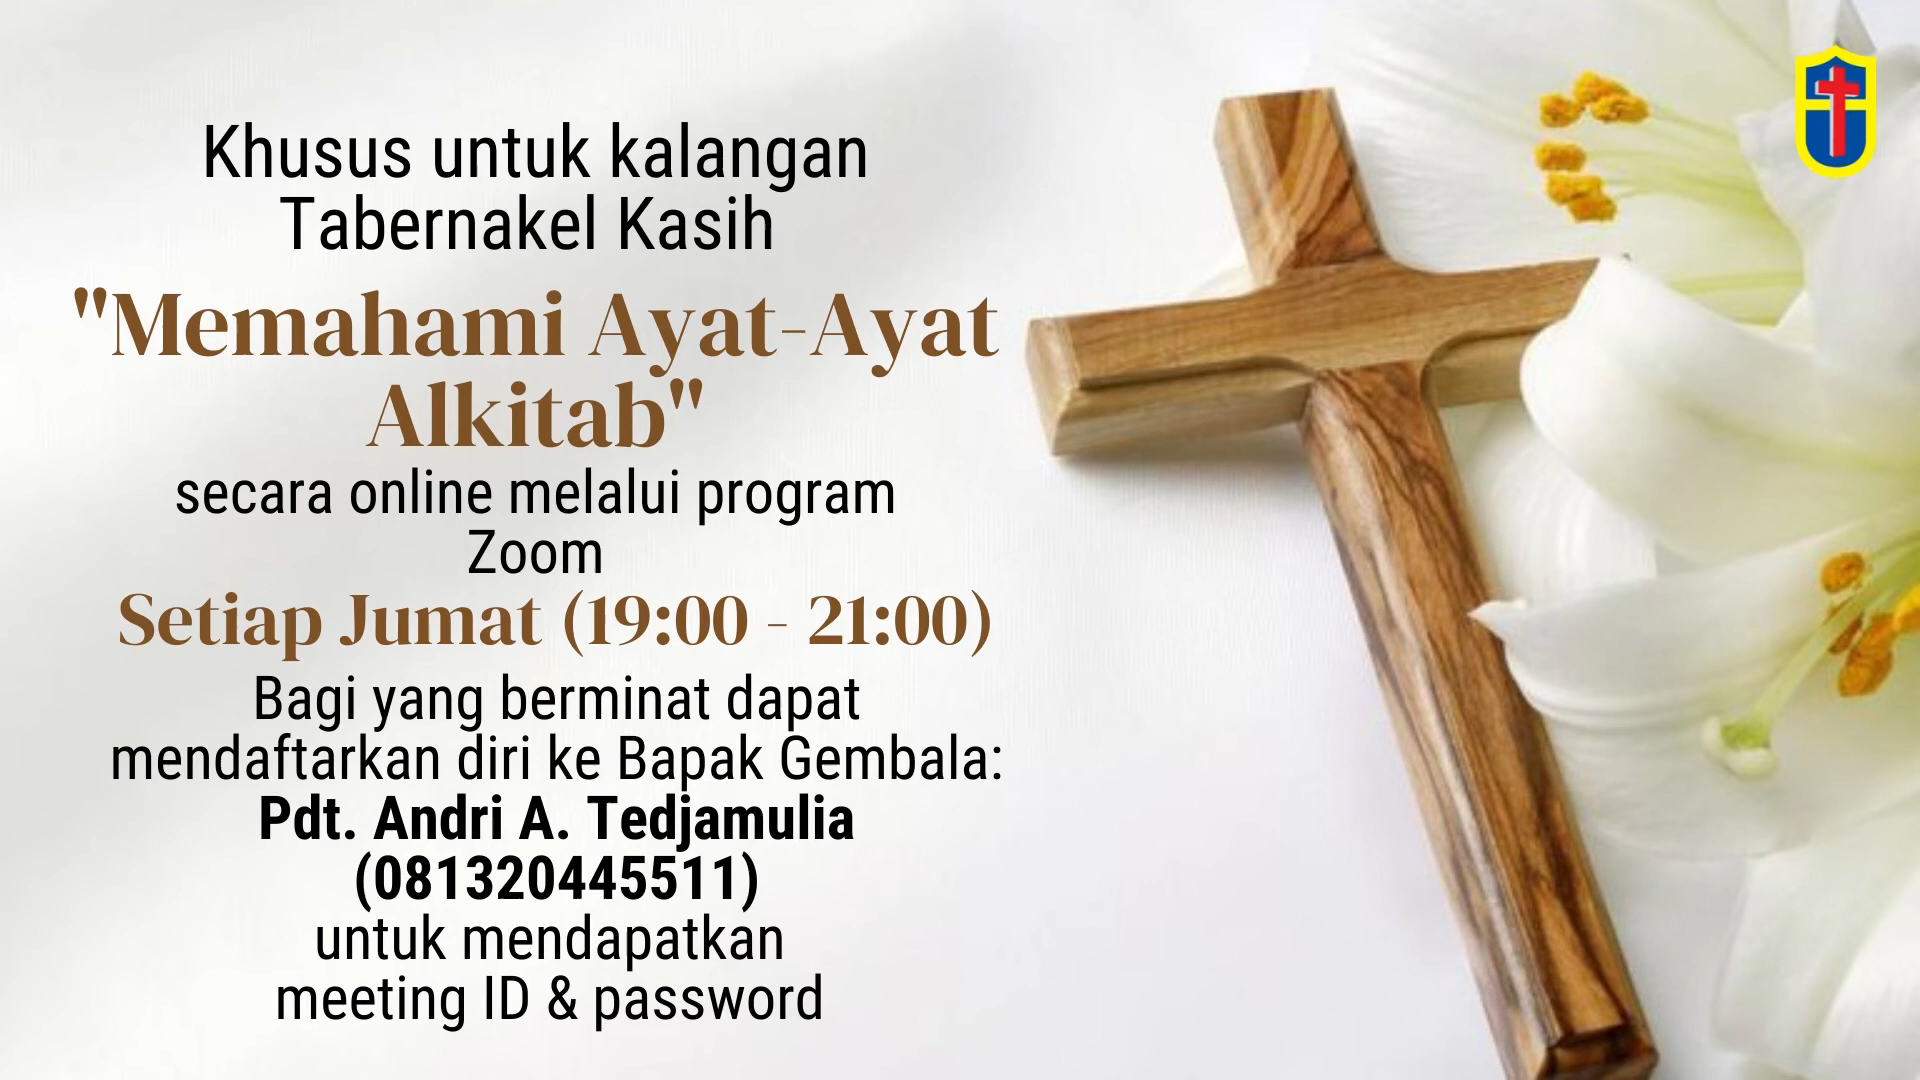 Khusus untuk kalangan
Tabernakel Kasih
"Memahami Ayat-Ayat
Alkitab"
secara online melalui program
Zoom
Setiap Jumat (19:00 - 21:00)
Bagi yang berminat dapat
mendaftarkan diri ke Bapak Gembala:
Pdt. Andri A. Tedjamulia
(081320445511)
untuk mendapatkan
meeting ID & password